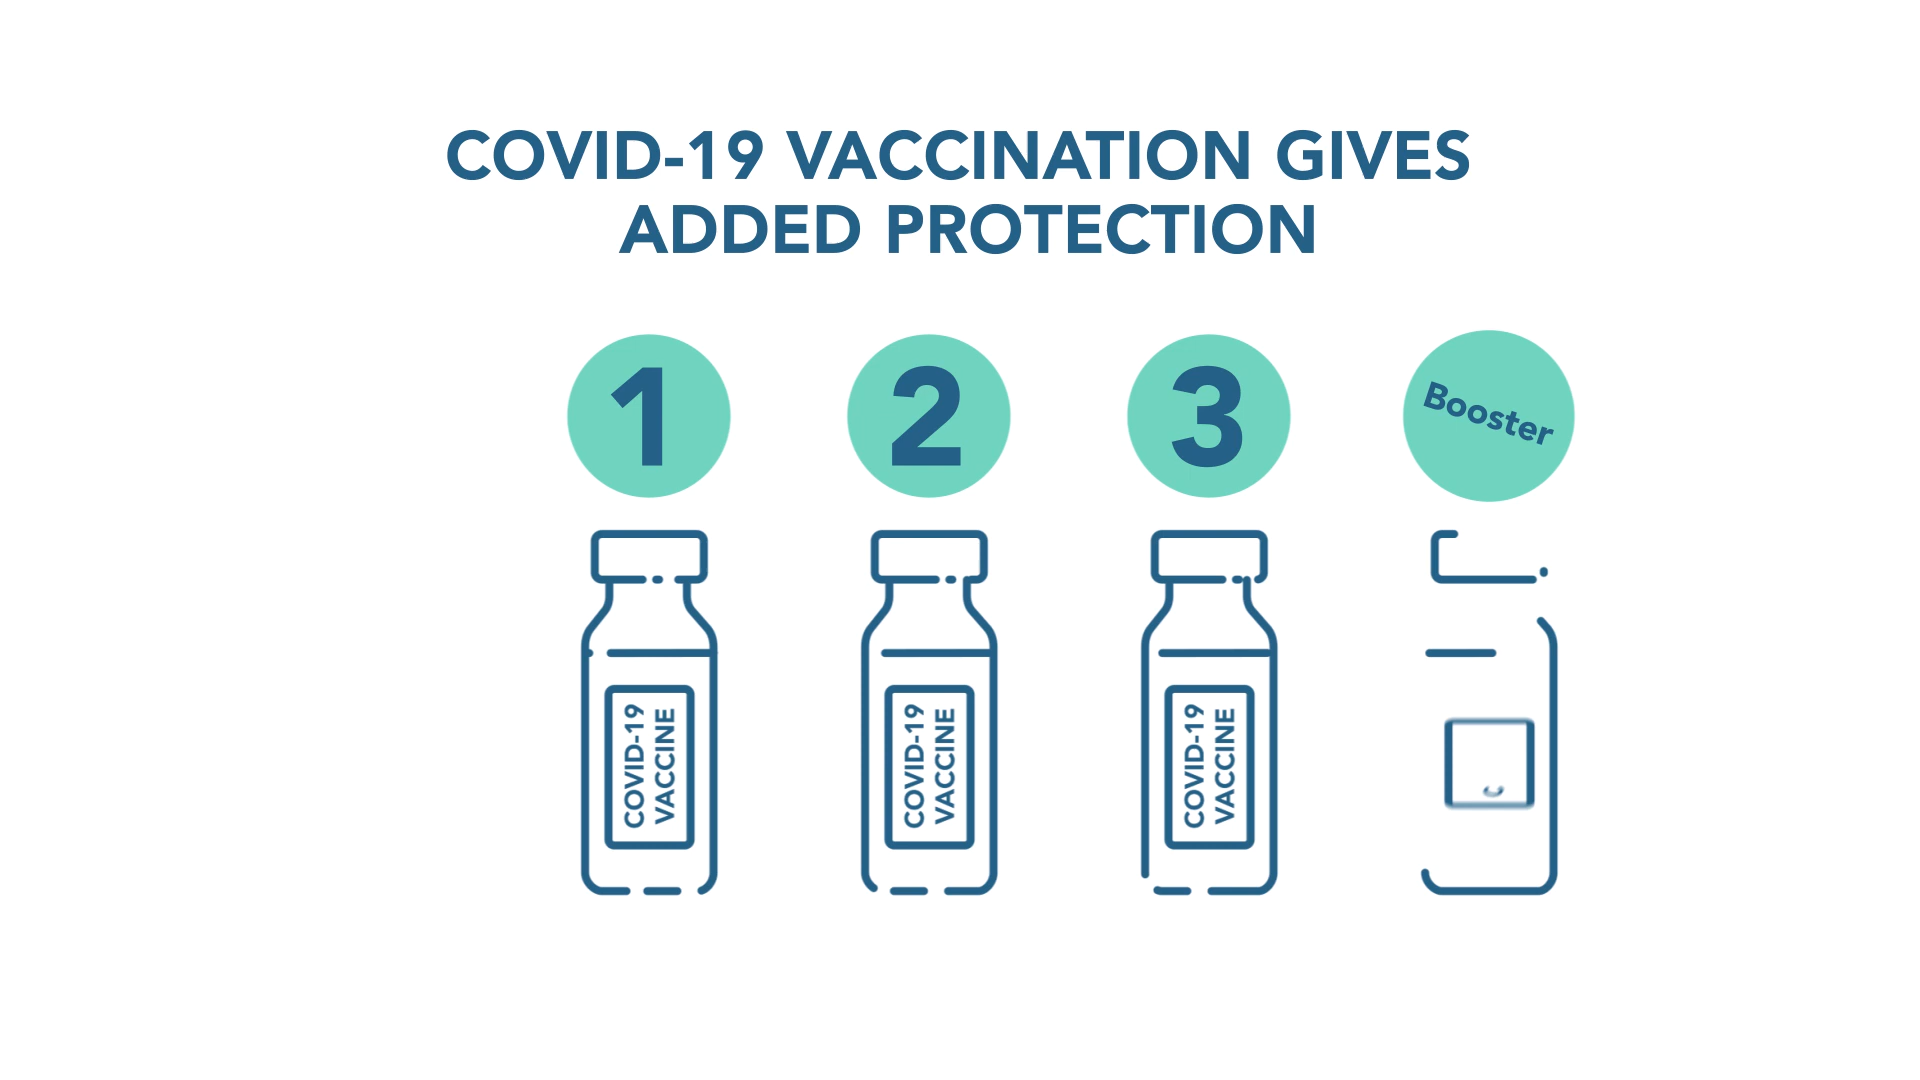 COVID-19 VACCINATION GIVES
ADDED PROTECTION
1
2
3
Booster
COVID-19
VACCINE
COVID-19
VACCINE
COVID-19
VACCINE